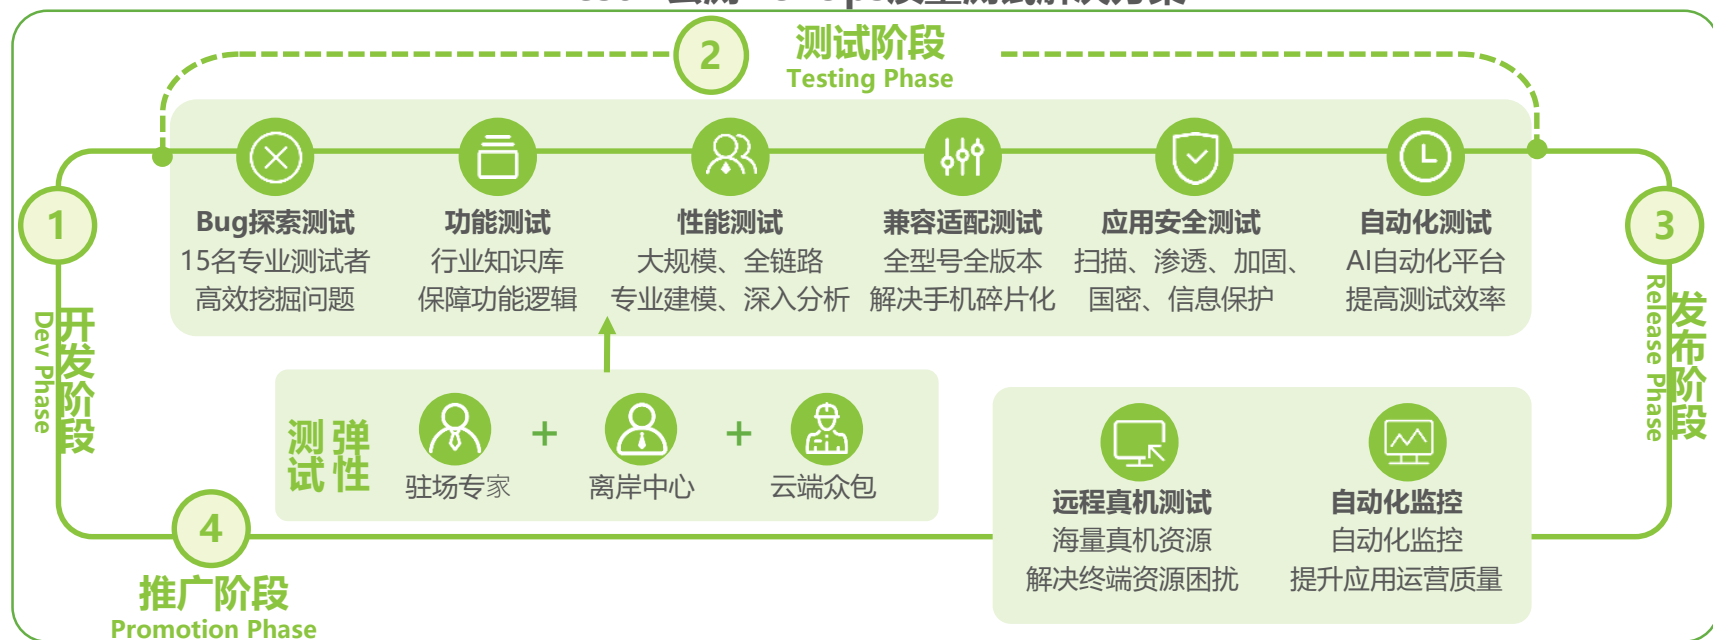 2
测试阶段
Testing Phase
Bug探索测试
15名专业测试者
高效挖掘问题
功能测试
行业知识库
保障功能逻辑
性能测试
大规模、全链路
专业建模、深入分析
兼容适配测试
全型号全版本
解决手机碎片化
应用安全测试
扫描、渗透、加固、
国密、信息保护
自动化测试
AI自动化平台
提高测试效率
1
开发阶段
Dev Phase
3
发布阶段
Release Phase
弹性
测试
驻场专家
+
离岸中心
+
云端众包
远程真机测试
海量真机资源
解决终端资源困扰
自动化监控
自动化监控
提升应用运营质量
4
推广阶段
Promotion Phase